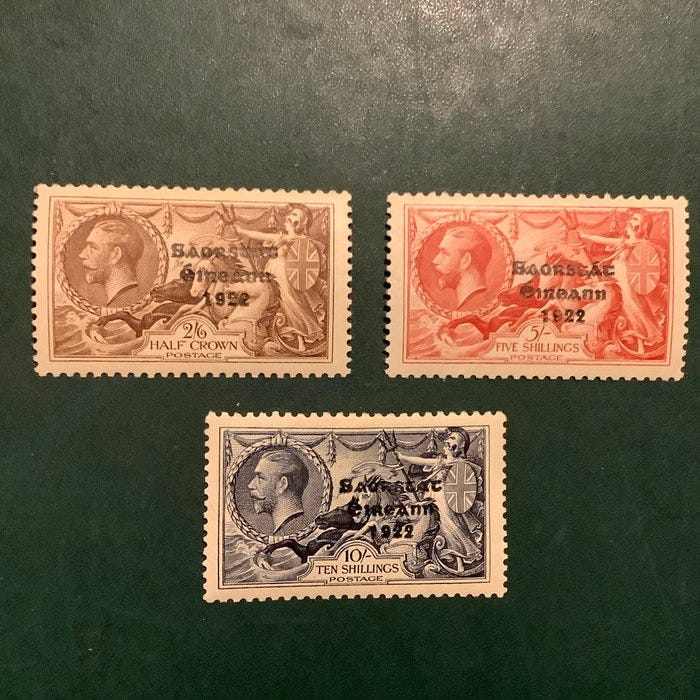 Saorstát
Éireann
1922
2/6
HALF CROWN
POSTAGE
Saorstát
Éireann
1922
5/-
FIVE SHILLINGS
POSTAGE
Saorstát
Éireann
1922
10/-
TEN SHILLINGS
POSTAGE